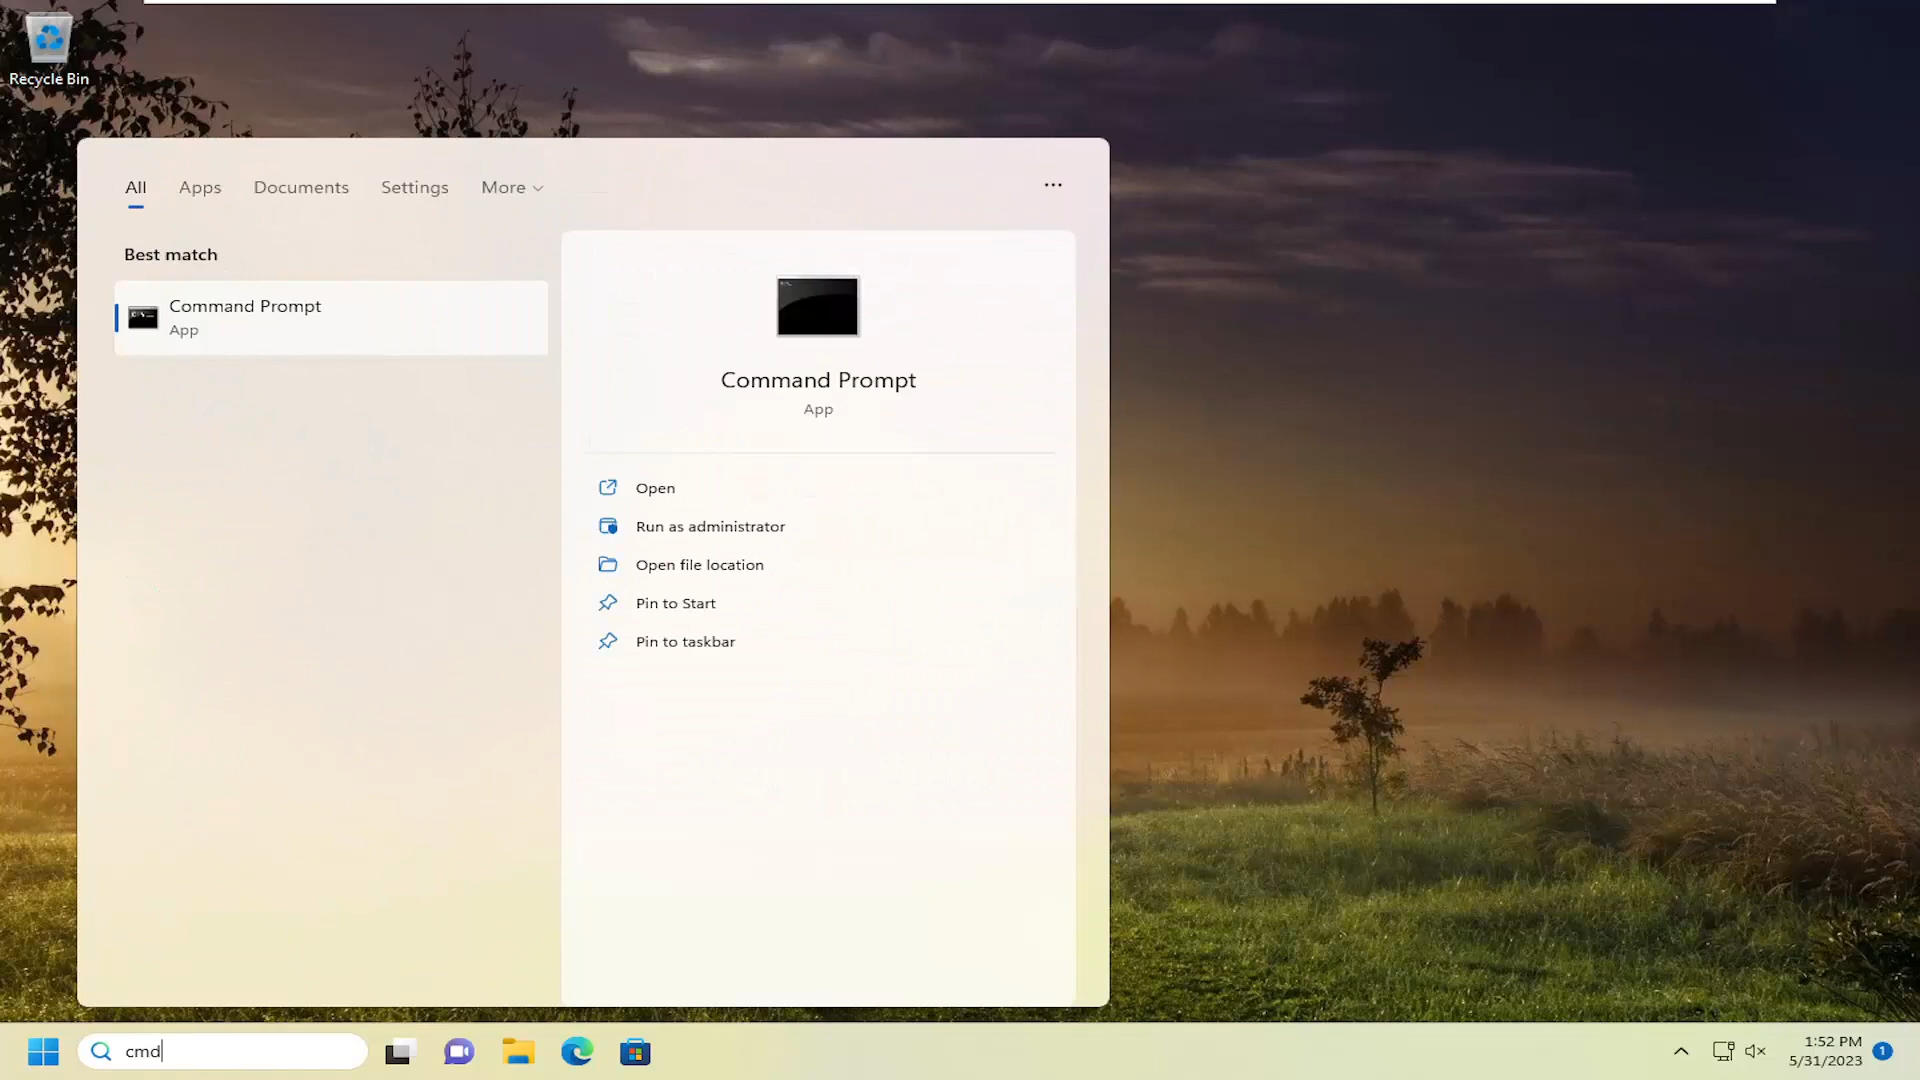 Recycle Bin
All Apps Documents Settings More
Best match
Command Prompt
App
Command Prompt
App
Open
Run as administrator
Open file location
Pin to Start
Pin to taskbar
cmd
1:52 PM
5/31/2023
1